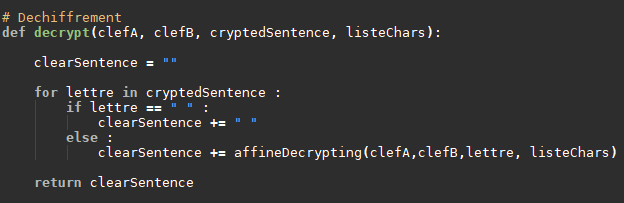 # Dechiffrement
def decrypt(clefA, clefB, cryptedSentence, listeChars):
    clearSentence = ""
    for lettre in cryptedSentence :
        if lettre == " " :
            clearSentence += " "
        else :
            clearSentence += affineDecrypting(clefA,clefB,lettre, listeChars)
    return clearSentence